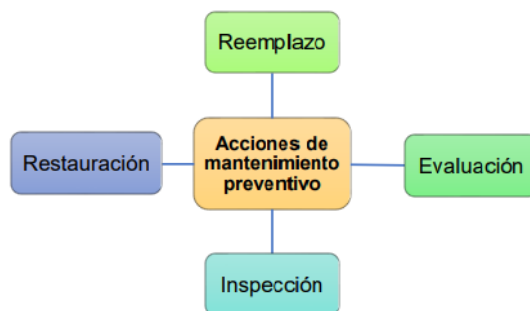 Reemplazo
Restauración
Acciones de
mantenimiento
preventivo
Evaluación
Inspección